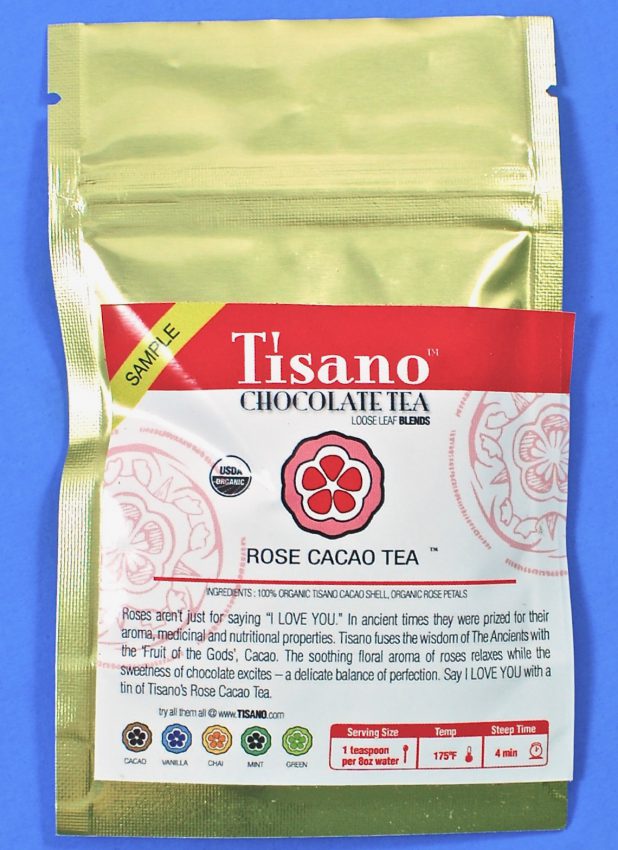 SAMPLE
Tisano™
CHOCOLATE TEA
LOOSE LEAF BLENDS
USDA
ORGANIC
ROSE CACAO TEA ™
INGREDIENTS : 100% ORGANIC TISANO CACAO SHELL, ORGANIC ROSE PETALS
Roses aren't just for saying "I LOVE YOU." In ancient times they were prized for their
aroma, medicinal and nutritional properties. Tisano fuses the wisdom of The Ancients with
the 'Fruit of the Gods', Cacao. The soothing floral aroma of roses relaxes while the
sweetness of chocolate excites – a delicate balance of perfection. Say I LOVE YOU with a
tin of Tisano's Rose Cacao Tea.
try all them all @ www.TISANO.com
CACAO VANILLA CHAI MINT GREEN
Serving Size Temp Steep Time
1 teaspoon
per 8oz water 175°F 4 min